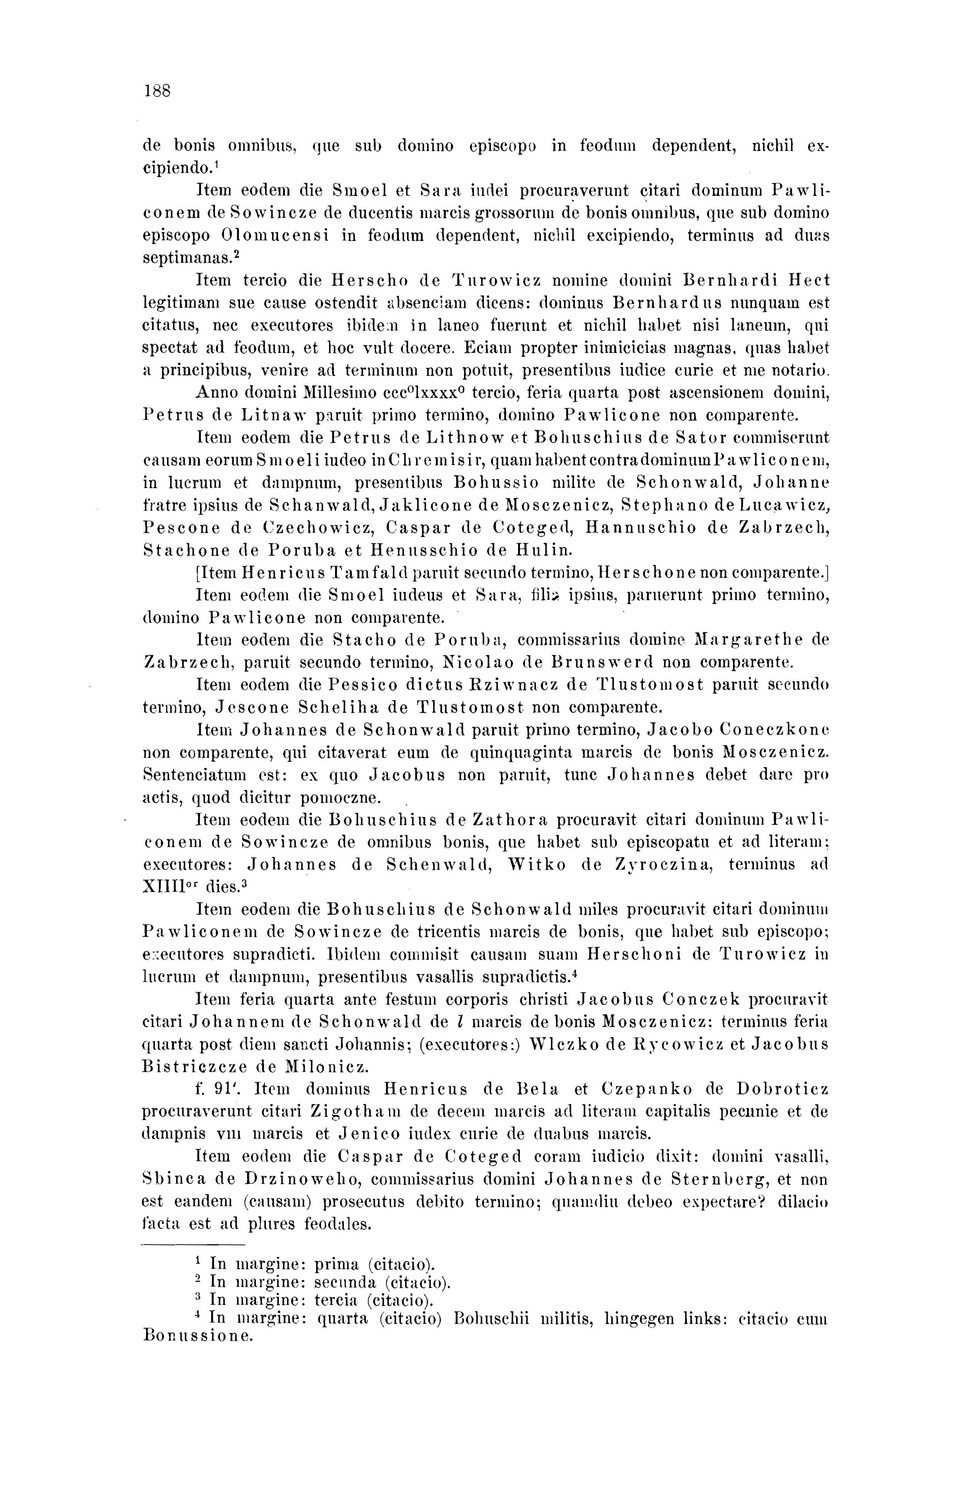 188
de bonis omnibus, que sub domino episcopo in feodum dependent, nichil ex-
cipiendo.¹
Item eodem die Smoel et Sara iudei procuraverunt citari dominum Pawli-
conem de Sowincze de ducentis marcis grossorum de bonis omnibus, que sub domino
episcopo Olomucensi in feodum dependent, nichil excipiendo, terminus ad duas
septimanas.²
Item tercio die Herscho de Turowicz nomine domini Bernhardi Hect
legitimam sue cause ostendit absenciam dicens: dominus Bernhardus nunquam est
citatus, nec executores ibidem in laneo fuerunt et nichil habet nisi laneum, qui
spectat ad feodum, et hoc vult docere. Eciam propter inimicicias magnas, quas habet
a principibus, venire ad terminum non potuit, presentibus iudice curie et me notario.
Anno domini Millesimo cccºlxxxxº tercio, feria quarta post ascensionem domini,
Petrus de Litnaw paruit primo termino, domino Pawlicone non comparente.
Item eodem die Petrus de Lithnow et Bohuschius de Sator commiserunt
causam eorum Smoeli iudeo in Chremisir, quam habent contra dominum Pawliconem,
in lucrum et dampnum, presentibus Bohussio milite de Schonwald, Johanne
fratre ipsius de Schanwald, Jaklicone de Mosczenicz, Stephano de Lucawicz,
Pescone de Czechowicz, Caspar de Coteged, Hannuschio de Zabrzech,
Stachone de Poruba et Henusschio de Hulin.
[Item Henricus Tamfald paruit secundo termino, Herschone non comparente.]
Item eodem die Smoel iudeus et Sara, filia ipsius, paruerunt primo termino,
domino Pawlicone non comparente.
Item eodem die Stacho de Poruba, commissarius domine Margarethe de
Zabrzech, paruit secundo termino, Nicolao de Brunswerd non comparente.
Item eodem die Pessico dictus Rziwnacz de Tlustomost paruit secundo
termino, Jescone Scheliha de Tlustomost non comparente.
Item Johannes de Schonwald paruit primo termino, Jacobo Coneczkone
non comparente, qui citaverat eum de quinquaginta marcis de bonis Mosczenicz.
Sentenciatum est: ex quo Jacobus non paruit, tunc Johannes debet dare pro
actis, quod dicitur pomoczne.
Item eodem die Bohuschius de Zathora procuravit citari dominum Pawli-
conem de Sowincze de omnibus bonis, que habet sub episcopatu et ad literam;
executores: Johannes de Schenwald, Witko de Zyroczina, terminus ad
XIIIIᵒʳ dies.³
Item eodem die Bohuschius de Schonwald miles procuravit citari dominum
Pawliconem de Sowincze de tricentis marcis de bonis, que habet sub episcopo;
executores supradicti. Ibidem commisit causam suam Herschoni de Turowicz in
lucrum et dampnum, presentibus vasallis supradictis.⁴
Item feria quarta ante festum corporis christi Jacobus Conczek procuravit
citari Johannem de Schonwald de l marcis de bonis Mosczenicz; terminus feria
quarta post diem sancti Johannis; (executores:) Wlczko de Rycowicz et Jacobus
Bistriczcze de Milonicz.
f. 91'. Item dominus Henricus de Bela et Czepanko de Dobroticz
procuraverunt citari Zigotham de decem marcis ad literam capitalis pecunie et de
dampnis VIII marcis et Jenico iudex curie de duabus marcis.
Item eodem die Caspar de Coteged coram iudicio dixit: domini vasalli,
Sbinca de Drzinoweho, commissarius domini Johannes de Sternberg, et non
est eandem (causam) prosecutus debito termino; quamdiu debeo expectare? dilacio
facta est ad plures feodales.
¹ In margine: prima (citacio).
² In margine: secunda (citacio).
³ In margine: tercia (citacio).
⁴ In margine: quarta (citacio) Bohuschii militis, hingegen links: citacio cum
Bonussione.